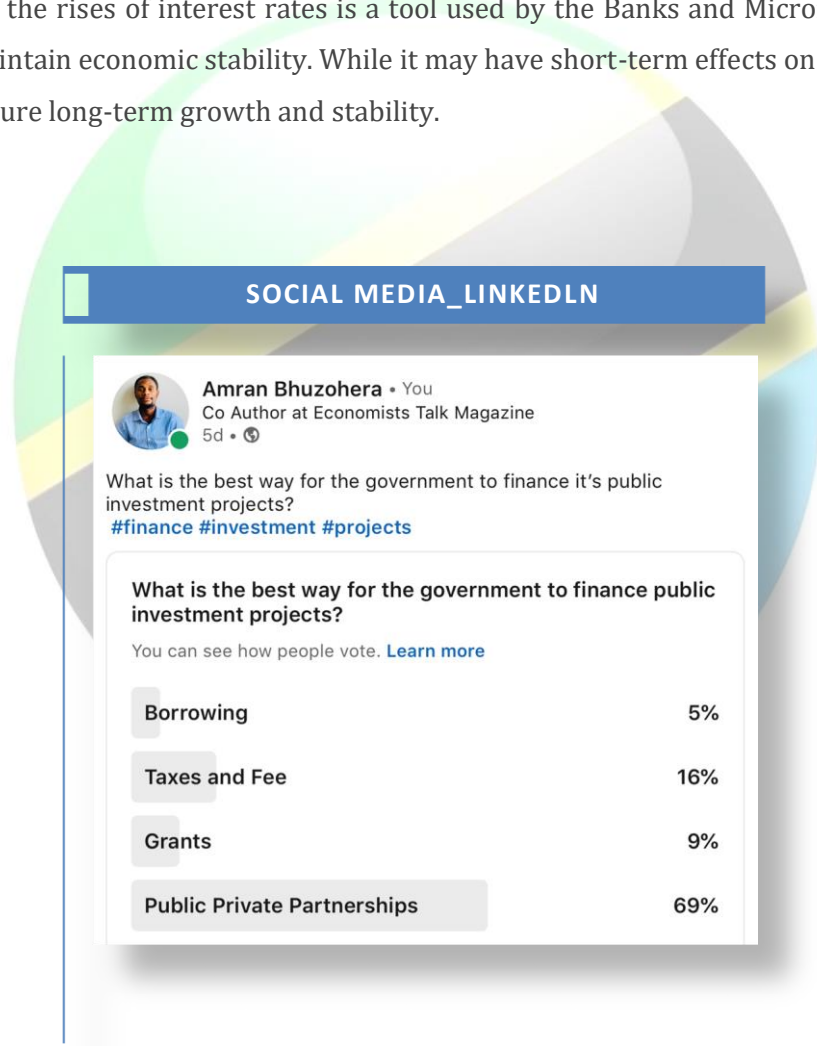 the rises of interest rates is a tool used by the Banks and Micro
intain economic stability. While it may have short-term effects on
ure long-term growth and stability.
SOCIAL MEDIA_LINKEDLN
Amran Bhuzohera • You
Co Author at Economists Talk Magazine
5d •
What is the best way for the government to finance it's public
investment projects?
#finance #investment #projects
What is the best way for the government to finance public
investment projects?
You can see how people vote. Learn more
Borrowing 5%
Taxes and Fee 16%
Grants 9%
Public Private Partnerships 69%